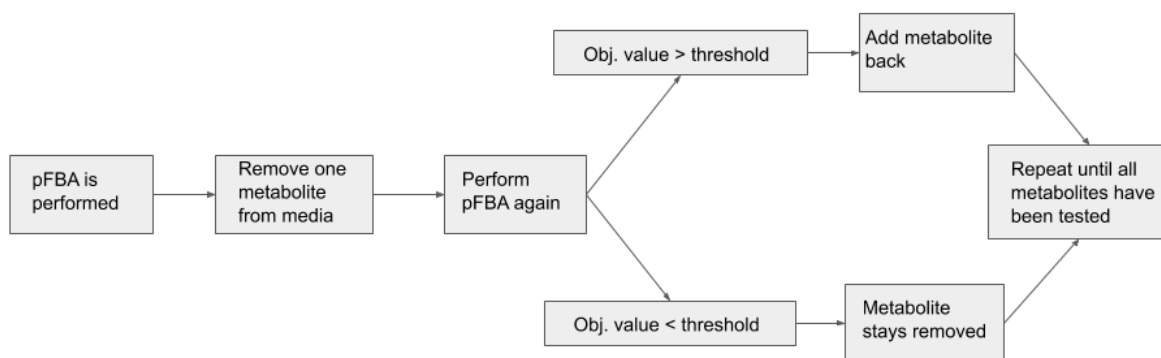 pFBA is
performed
Remove one
metabolite
from media
Perform
pFBA again
Obj. value > threshold
Add metabolite
back
Obj. value < threshold
Metabolite
stays removed
Repeat until all
metabolites have
been tested